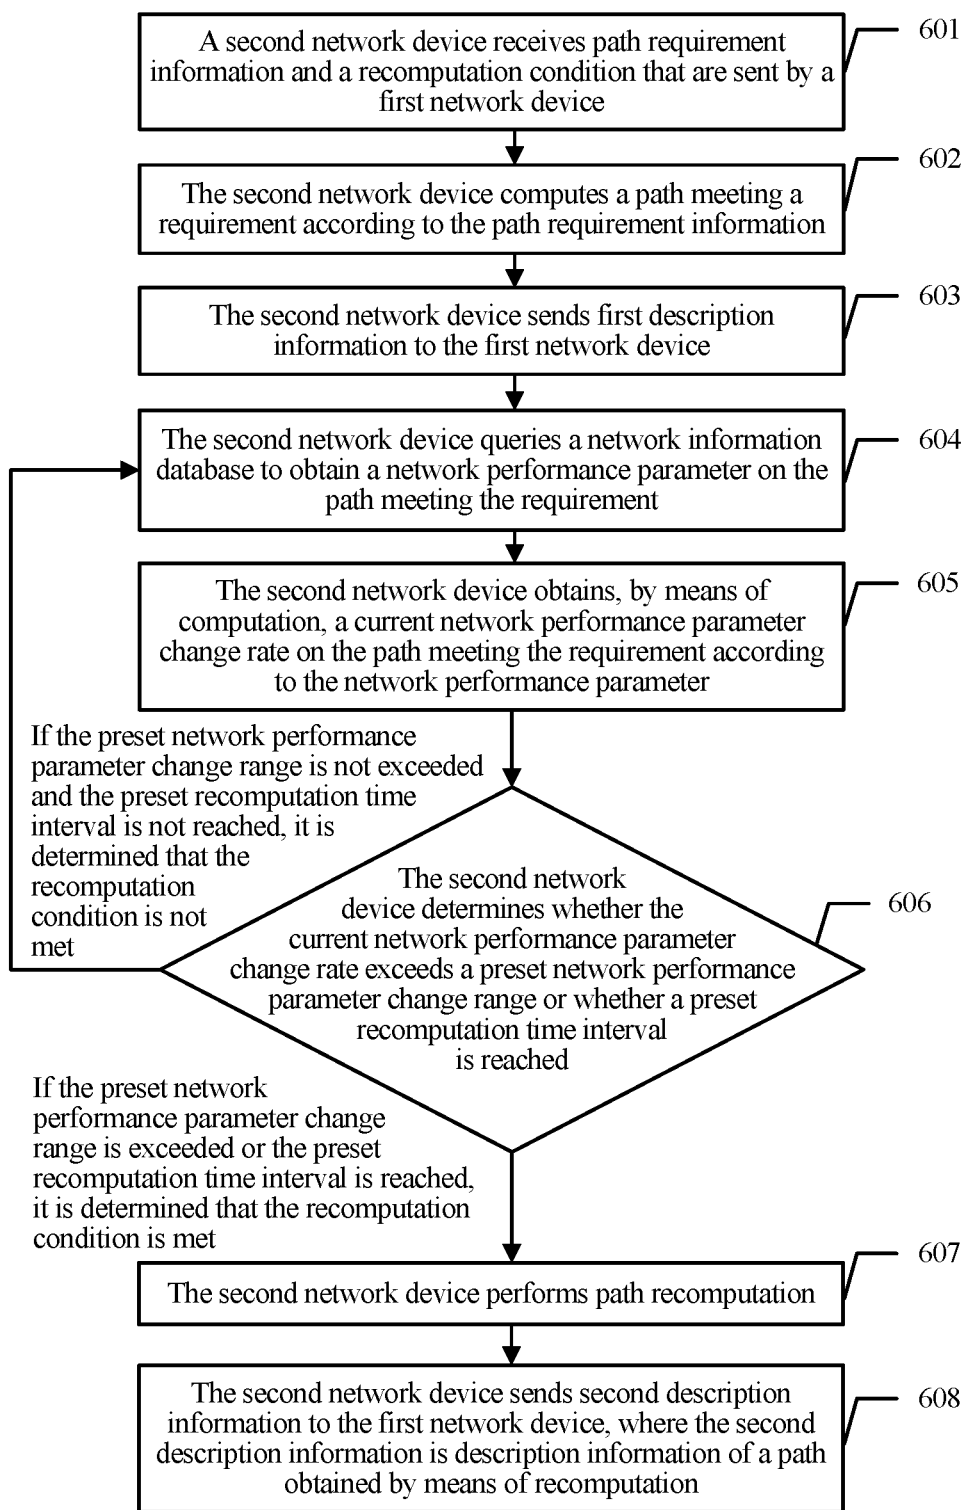 A second network device receives path requirement
information and a recomputation condition that are sent by a
first network device
601
The second network device computes a path meeting a
requirement according to the path requirement information
602
The second network device sends first description
information to the first network device
603
The second network device queries a network information
database to obtain a network performance parameter on the
path meeting the requirement
604
The second network device obtains, by means of
computation, a current network performance parameter
change rate on the path meeting the requirement according
to the network performance parameter
605
If the preset network performance
parameter change range is not exceeded
and the preset recomputation time
interval is not reached, it is
determined that the
recomputation
condition is not
met
The second network
device determines whether the
current network performance parameter
change rate exceeds a preset network performance
parameter change range or whether a preset
recomputation time interval
is reached
606
If the preset network
performance parameter change
range is exceeded or the preset
recomputation time interval is reached,
it is determined that the recomputation
condition is met
The second network device performs path recomputation
607
The second network device sends second description
information to the first network device, where the second
description information is description information of a path
obtained by means of recomputation
608